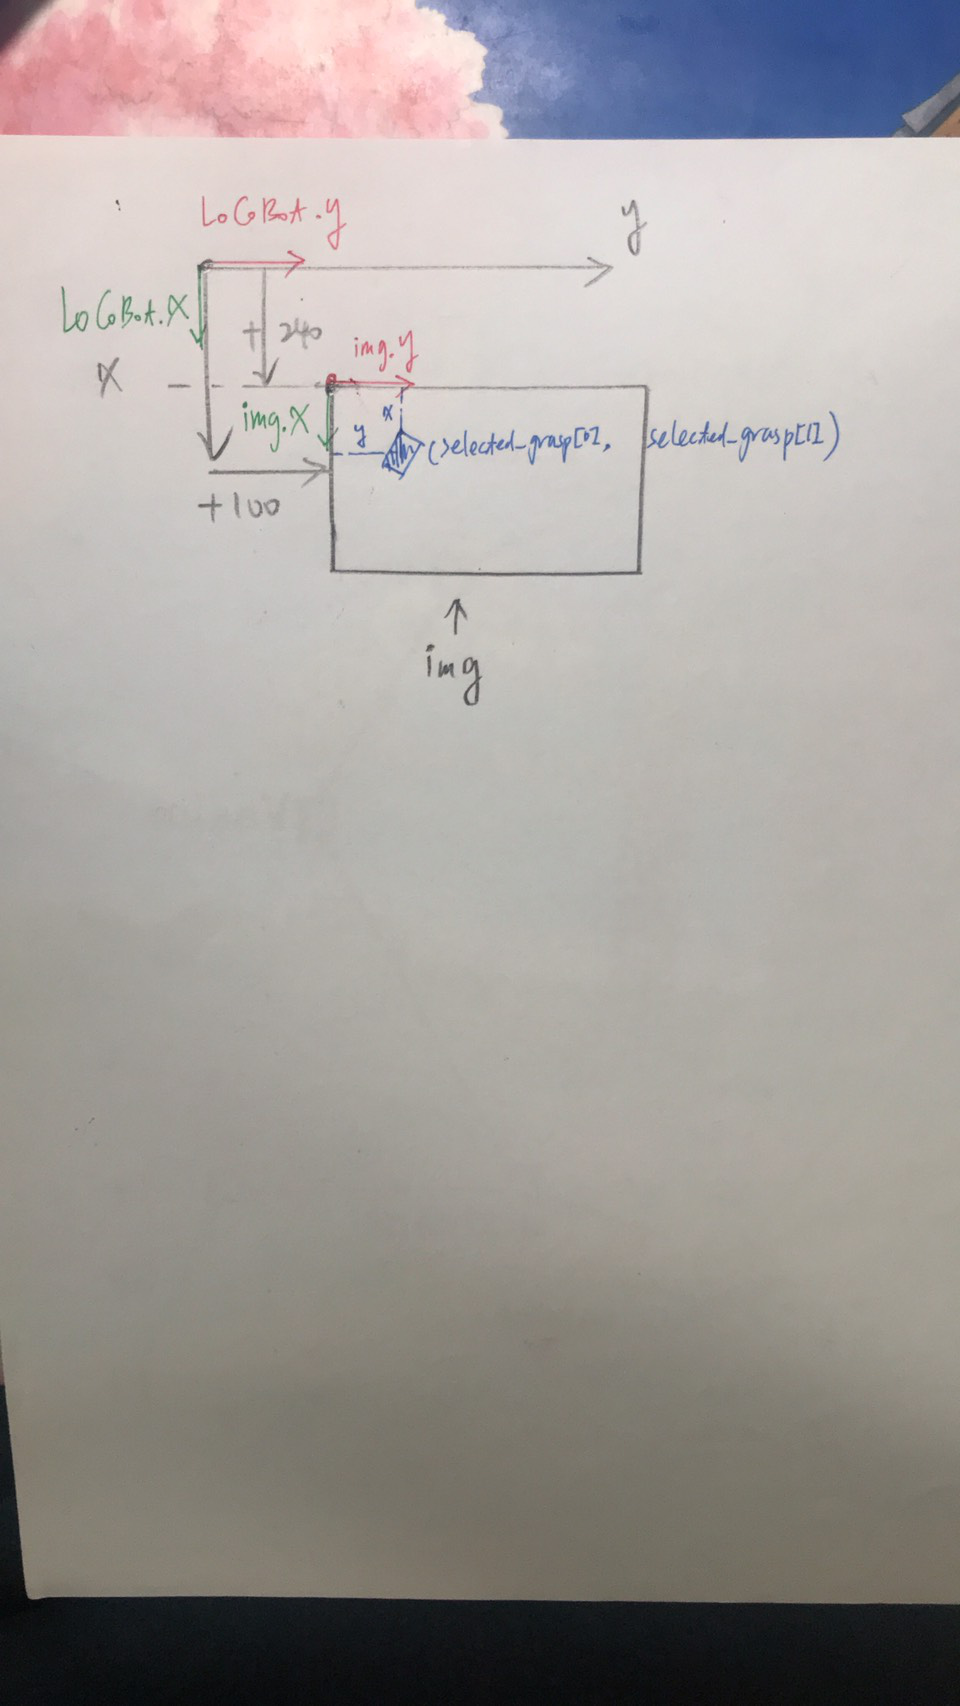 LoCoBot.y
y
LoCoBot.X
+ 240
img.y
X
img.X
x
y
(selected_grasp[0], selected_grasp[1])
+100
↑
img